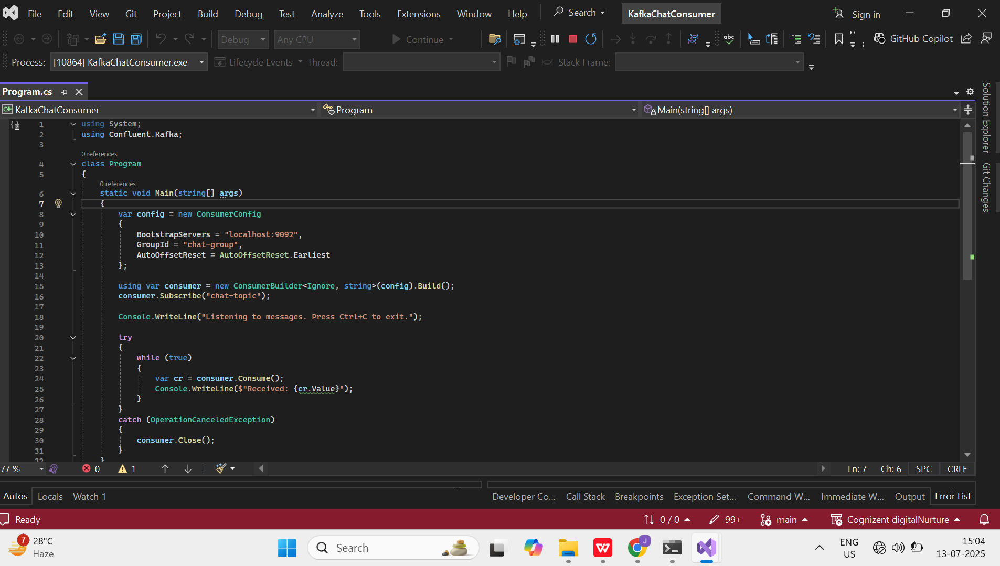 File Edit View Git Project Build Debug Test Analyze Tools Extensions Window Help Search KafkaChatConsumer Sign in
Debug Any CPU Continue abc GitHub Copilot
Process: [10864] KafkaChatConsumer.exe Lifecycle Events Thread: Stack Frame:
Program.cs
C# KafkaChatConsumer Program Main(string[] args)
1 using System;
2 using Confluent.Kafka;
3
0 references
4 class Program
5 {
0 references
6 static void Main(string[] args)
7 {
8 var config = new ConsumerConfig
9 {
10 BootstrapServers = "localhost:9092",
11 GroupId = "chat-group",
12 AutoOffsetReset = AutoOffsetReset.Earliest
13 };
14
15 using var consumer = new ConsumerBuilder<Ignore, string>(config).Build();
16 consumer.Subscribe("chat-topic");
17
18 Console.WriteLine("Listening to messages. Press Ctrl+C to exit.");
19
20 try
21 {
22 while (true)
23 {
24 var cr = consumer.Consume();
25 Console.WriteLine($"Received: {cr.Value}");
26 }
27 }
28 catch (OperationCanceledException)
29 {
30 consumer.Close();
31 }
32 }
77 % 0 1 Ln: 7 Ch: 6 SPC CRLF
Autos Locals Watch 1 Developer Co... Call Stack Breakpoints Exception Set... Command W... Immediate W... Output Error List
Ready 0 / 0 99+ main Cognizent digitalNurture
Solution Explorer
Git Changes
7 28°C
Haze
Search
J
ENG
US
15:04
13-07-2025